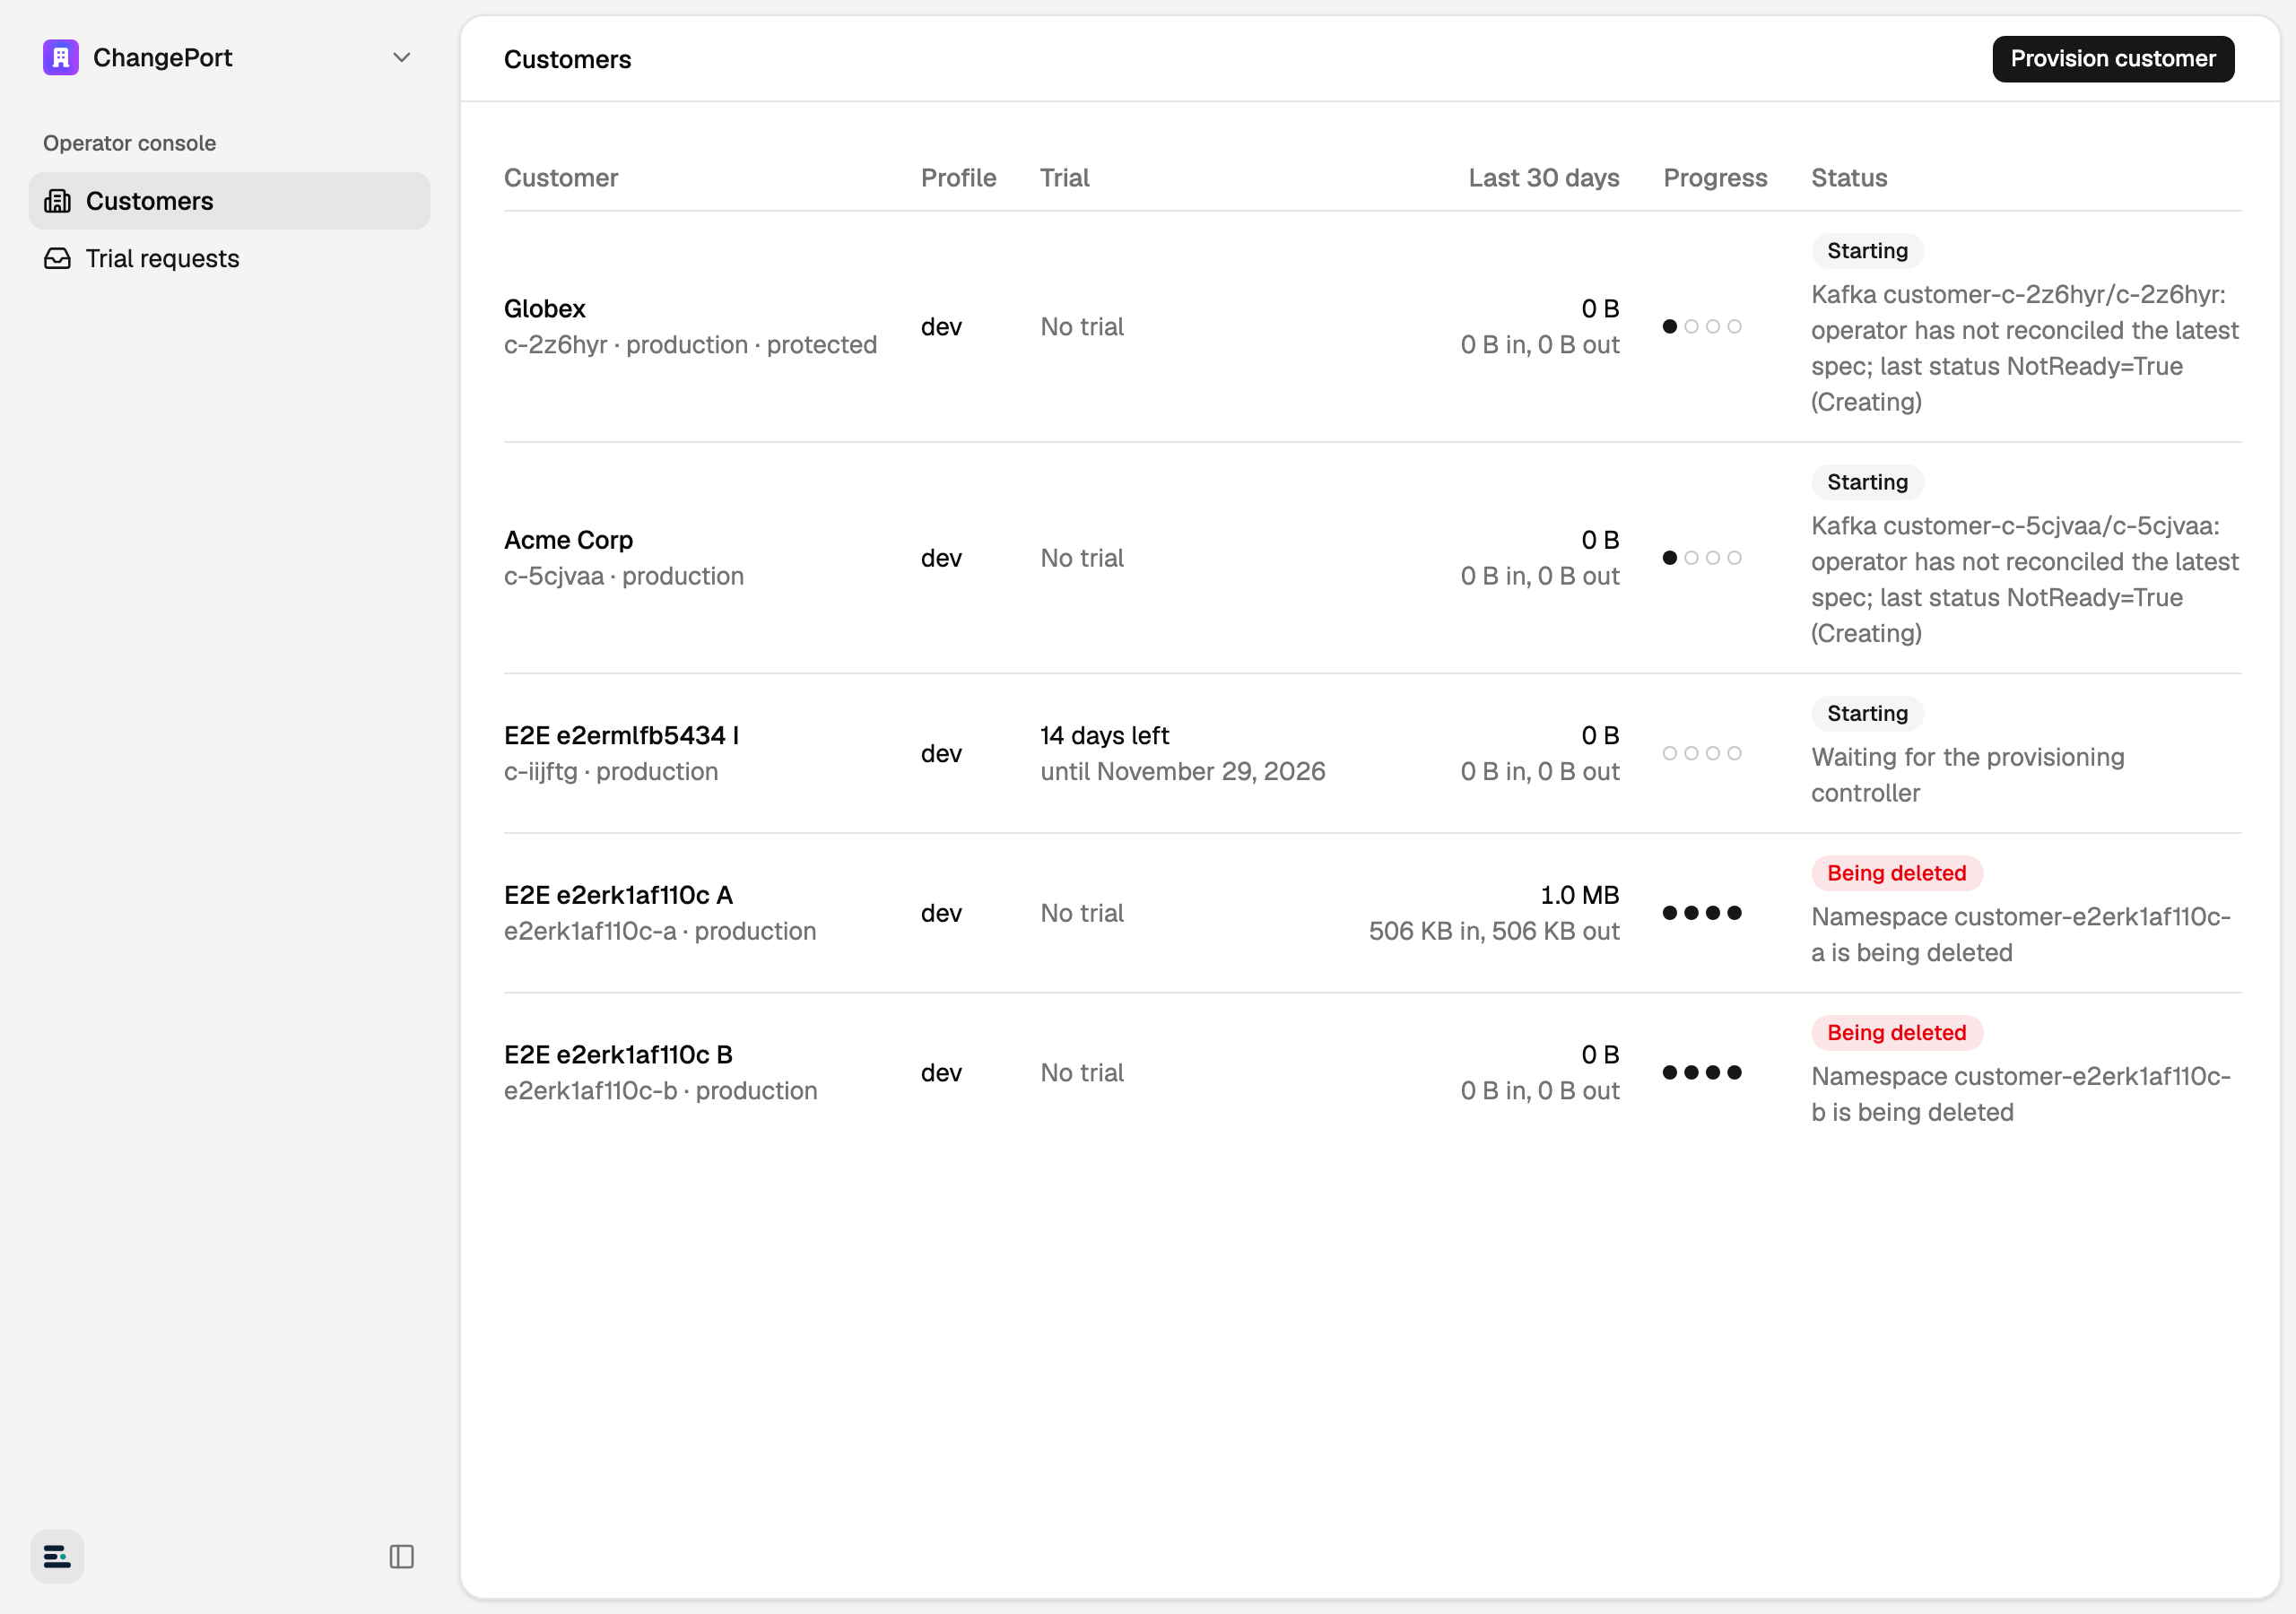 ChangePort
Operator console
Customers
Trial requests
Customers
Provision customer
Customer Profile Trial Last 30 days Progress Status
Globex
c-2z6hyr · production · protected
dev
No trial
0 B
0 B in, 0 B out
Starting
Kafka customer-c-2z6hyr/c-2z6hyr:
operator has not reconciled the latest
spec; last status NotReady=True
(Creating)
Acme Corp
c-5cjvaa · production
dev
No trial
0 B
0 B in, 0 B out
Starting
Kafka customer-c-5cjvaa/c-5cjvaa:
operator has not reconciled the latest
spec; last status NotReady=True
(Creating)
E2E e2ermlfb5434 I
c-iijftg · production
dev
14 days left
until November 29, 2026
0 B
0 B in, 0 B out
Starting
Waiting for the provisioning
controller
E2E e2erk1af110c A
e2erk1af110c-a · production
dev
No trial
1.0 MB
506 KB in, 506 KB out
Being deleted
Namespace customer-e2erk1af110c-
a is being deleted
E2E e2erk1af110c B
e2erk1af110c-b · production
dev
No trial
0 B
0 B in, 0 B out
Being deleted
Namespace customer-e2erk1af110c-
b is being deleted